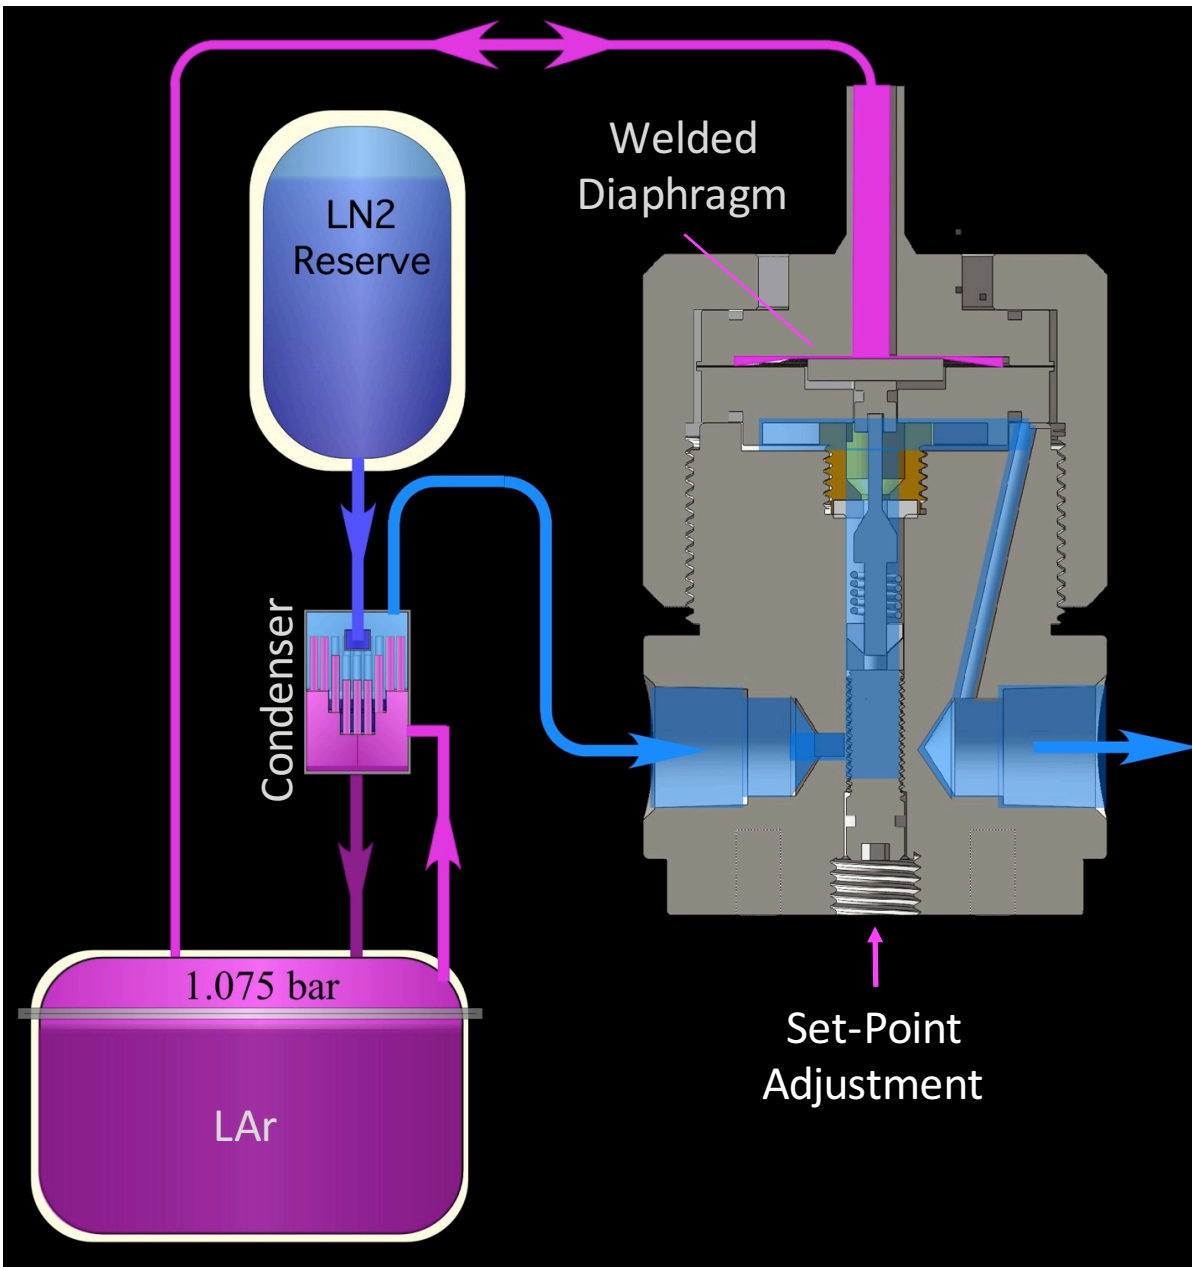 Welded
Diaphragm
LN2
Reserve
Condenser
1.075 bar
LAr
Set-Point
Adjustment